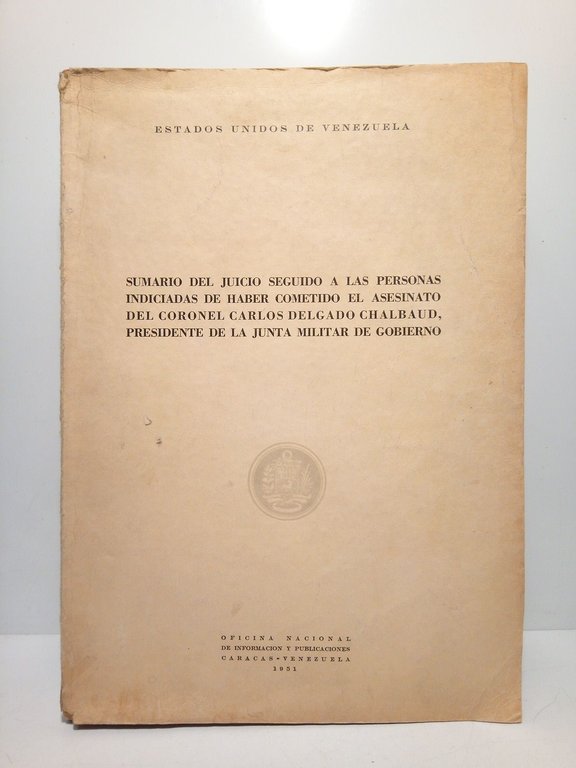 ESTADOS UNIDOS DE VENEZUELA
SUMARIO DEL JUICIO SEGUIDO A LAS PERSONAS
INDICIADAS DE HABER COMETIDO EL ASESINATO
DEL CORONEL CARLOS DELGADO CHALBAUD,
PRESIDENTE DE LA JUNTA MILITAR DE GOBIERNO
OFICINA NACIONAL
DE INFORMACION Y PUBLICACIONES
CARACAS - VENEZUELA
1951